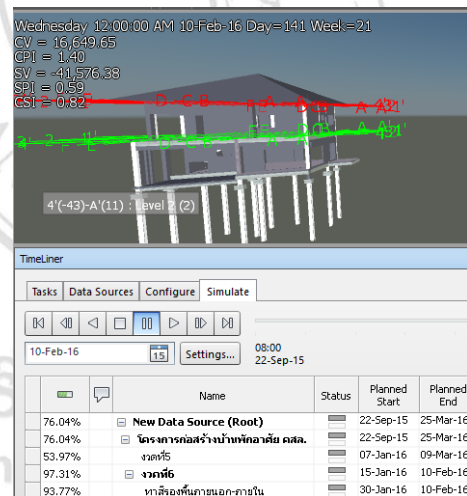 Wednesday 12:00:00 AM 10-Feb-16 Day=141 Week=21
CV = 16,649.65
CPI = 1.40
SV = -41,576.38
SPI = 0.59
CSI = 0.82
4'(-43)-A'(11) : Level 2 (2)
TimeLiner
Tasks Data Sources Configure Simulate
10-Feb-16 15 Settings... 08:00
22-Sep-15
Name Status Planned Start Planned End
76.04% New Data Source (Root) 22-Sep-15 25-Mar-16
76.04% โครงการก่อสร้างบ้านพักอาศัย คสล. 22-Sep-15 25-Mar-16
53.97% งวดที่5 07-Jan-16 09-Mar-16
97.31% งวดที่6 15-Jan-16 10-Feb-16
93.77% ทาสีรองพื้นภายนอก-ภายใน 30-Jan-16 10-Feb-16